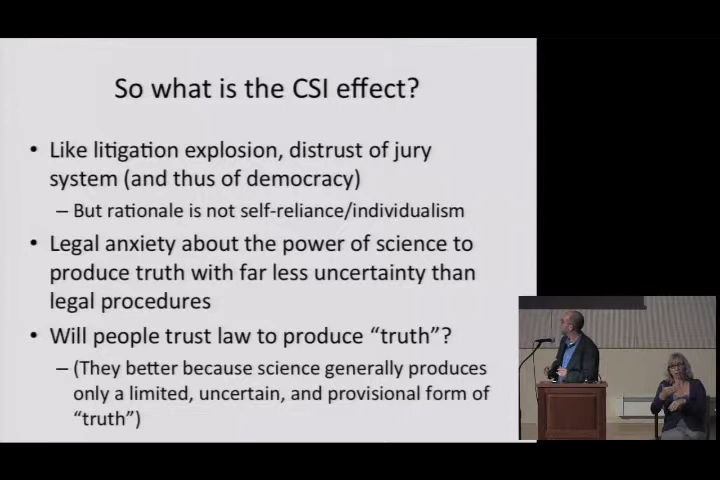 So what is the CSI effect?
• Like litigation explosion, distrust of jury
system (and thus of democracy)
– But rationale is not self-reliance/individualism
• Legal anxiety about the power of science to
produce truth with far less uncertainty than
legal procedures
• Will people trust law to produce “truth”?
– (They better because science generally produces
only a limited, uncertain, and provisional form of
“truth”)